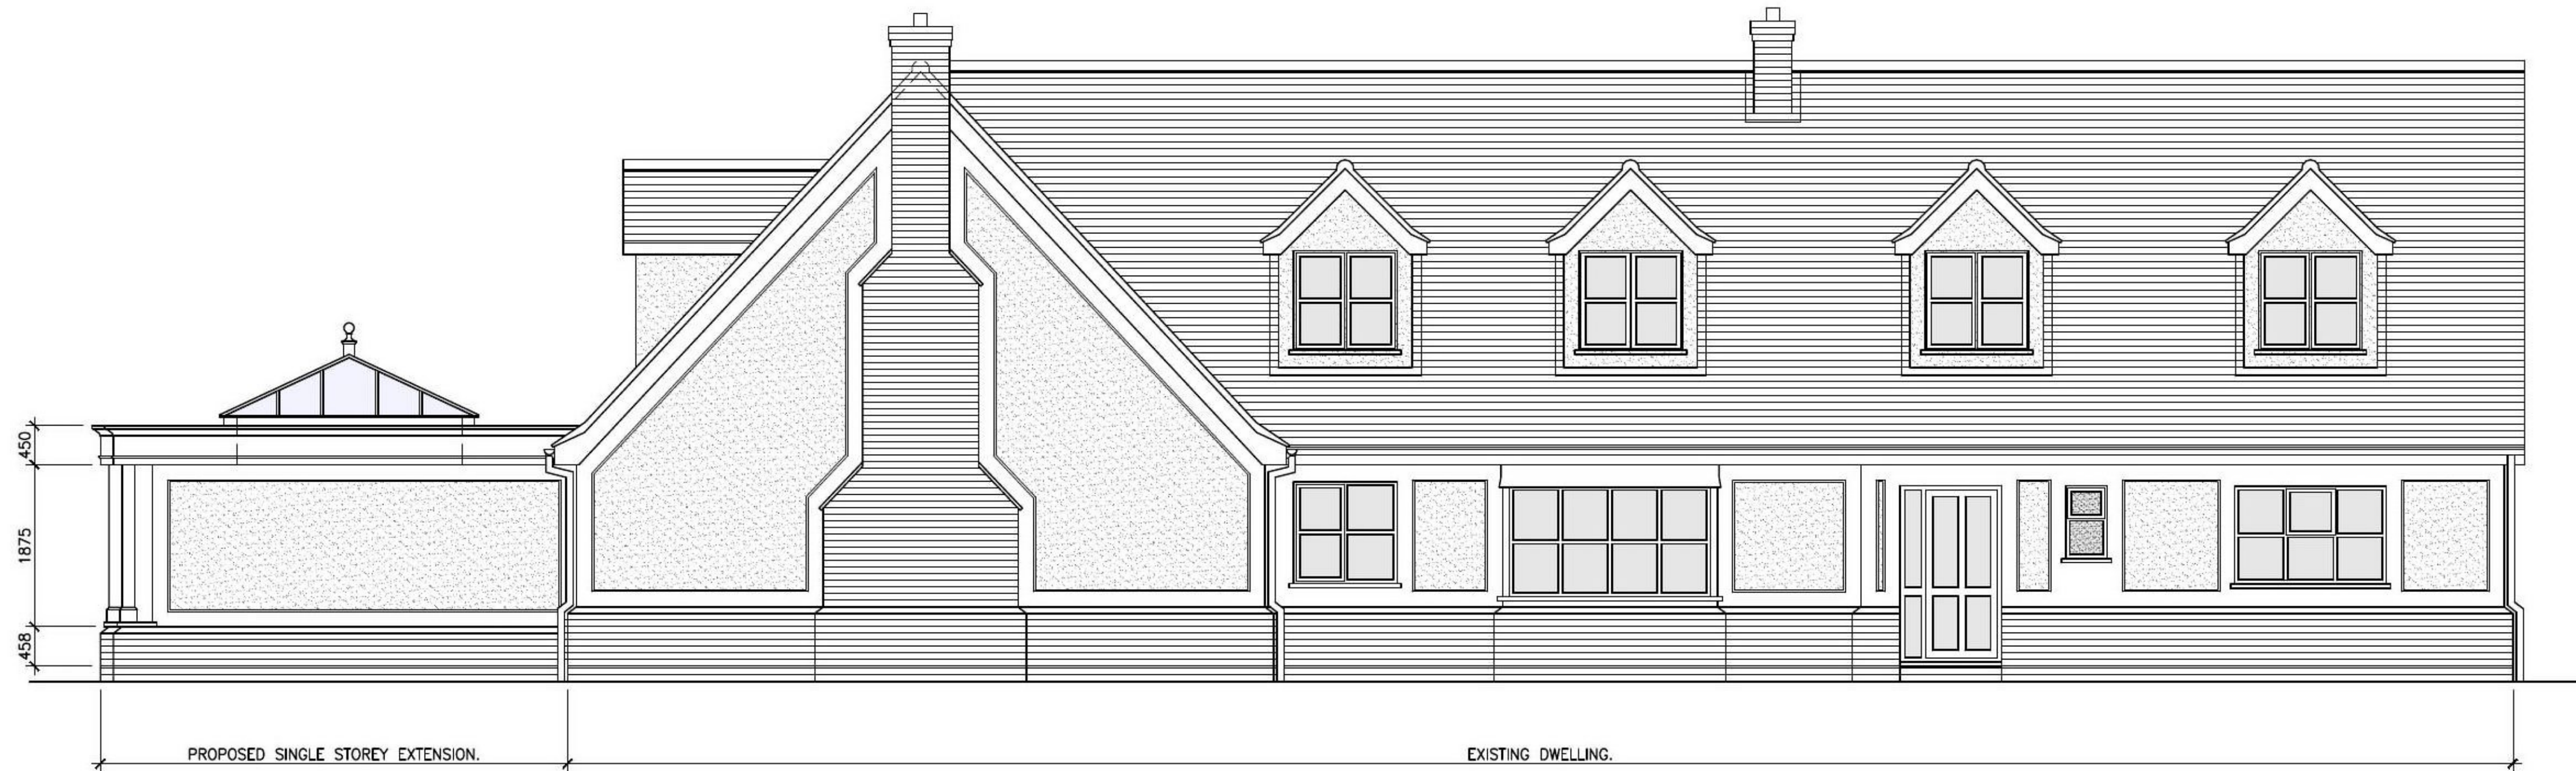 450
1875
458
PROPOSED SINGLE STOREY EXTENSION.
EXISTING DWELLING.